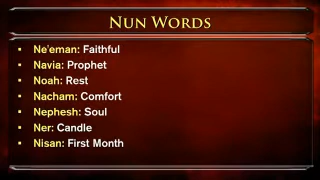 Nun Words
• Ne'eman: Faithful
• Navia: Prophet
• Noah: Rest
• Nacham: Comfort
• Nephesh: Soul
• Ner: Candle
• Nisan: First Month